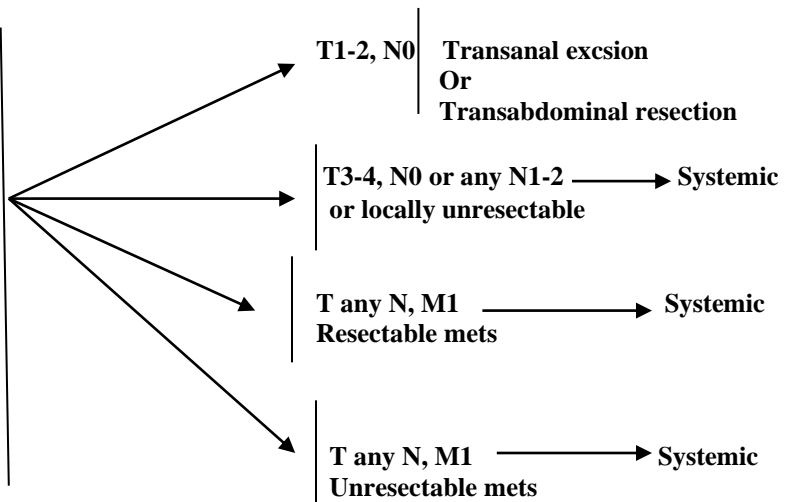 T1-2, N0 Transanal excsion
Or
Transabdominal resection
T3-4, N0 or any N1-2 Systemic
or locally unresectable
T any N, M1 Systemic
Resectable mets
T any N, M1 Systemic
Unresectable mets